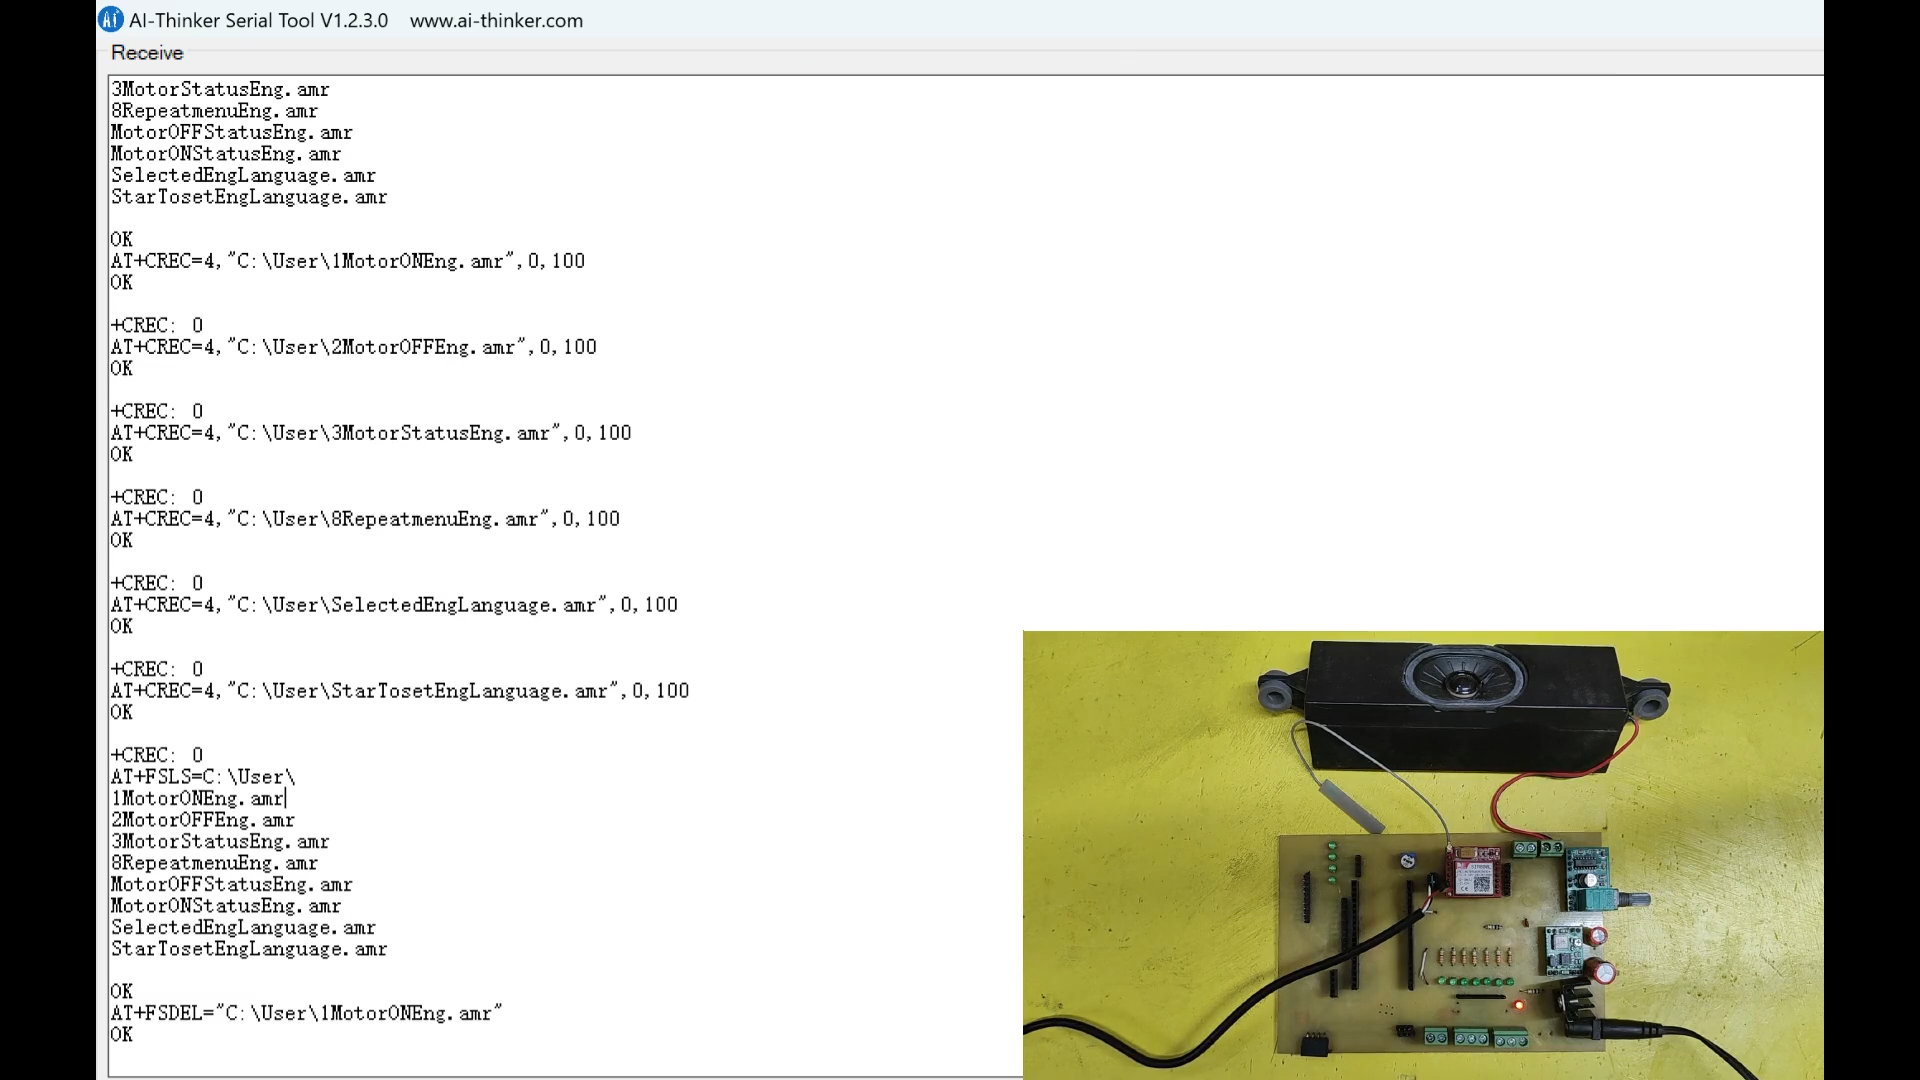 AI-Thinker Serial Tool V1.2.3.0 www.ai-thinker.com
Receive
3MotorStatusEng.amr
8RepeatmenuEng.amr
MotorOFFStatusEng.amr
MotorONStatusEng.amr
SelectedEngLanguage.amr
StarTosetEngLanguage.amr
OK
AT+CREC=4,"C:\User\1MotorONEng.amr",0,100
OK
+CREC: 0
AT+CREC=4,"C:\User\2MotorOFFEng.amr",0,100
OK
+CREC: 0
AT+CREC=4,"C:\User\3MotorStatusEng.amr",0,100
OK
+CREC: 0
AT+CREC=4,"C:\User\8RepeatmenuEng.amr",0,100
OK
+CREC: 0
AT+CREC=4,"C:\User\SelectedEngLanguage.amr",0,100
OK
+CREC: 0
AT+CREC=4,"C:\User\StarTosetEngLanguage.amr",0,100
OK
+CREC: 0
AT+FSLS=C:\User\
1MotorONEng.amr
2MotorOFFEng.amr
3MotorStatusEng.amr
8RepeatmenuEng.amr
MotorOFFStatusEng.amr
MotorONStatusEng.amr
SelectedEngLanguage.amr
StarTosetEngLanguage.amr
OK
AT+FSDEL="C:\User\1MotorONEng.amr"
OK